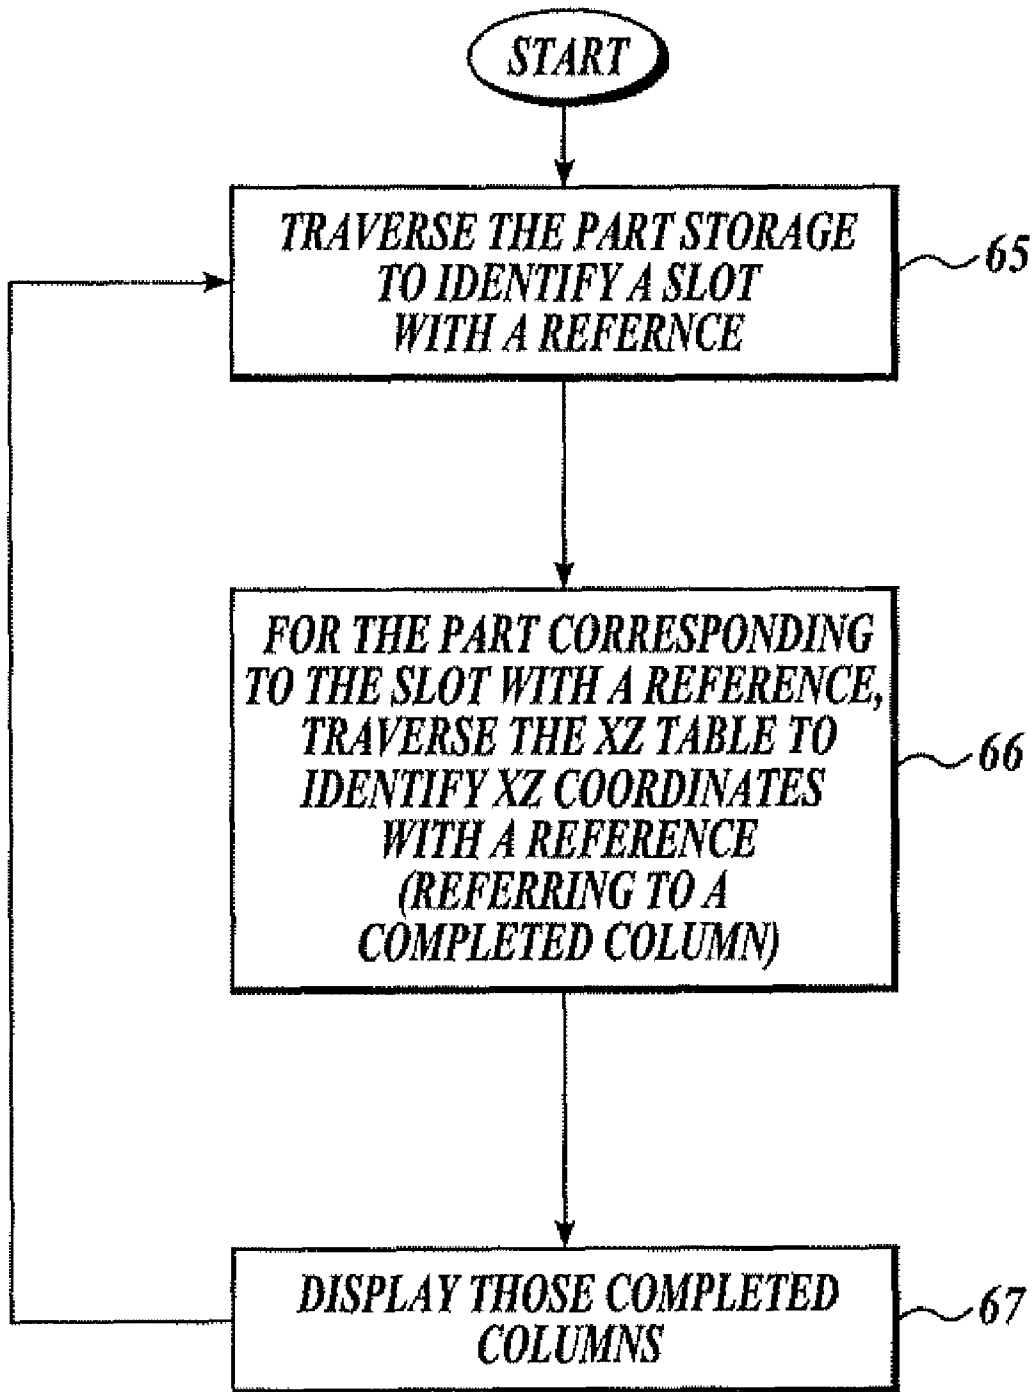 START
TRAVERSE THE PART STORAGE
TO IDENTIFY A SLOT
WITH A REFERNCE
65
FOR THE PART CORRESPONDING
TO THE SLOT WITH A REFERENCE,
TRAVERSE THE XZ TABLE TO
IDENTIFY XZ COORDINATES
WITH A REFERENCE
(REFERRING TO A
COMPLETED COLUMN)
66
DISPLAY THOSE COMPLETED
COLUMNS
67